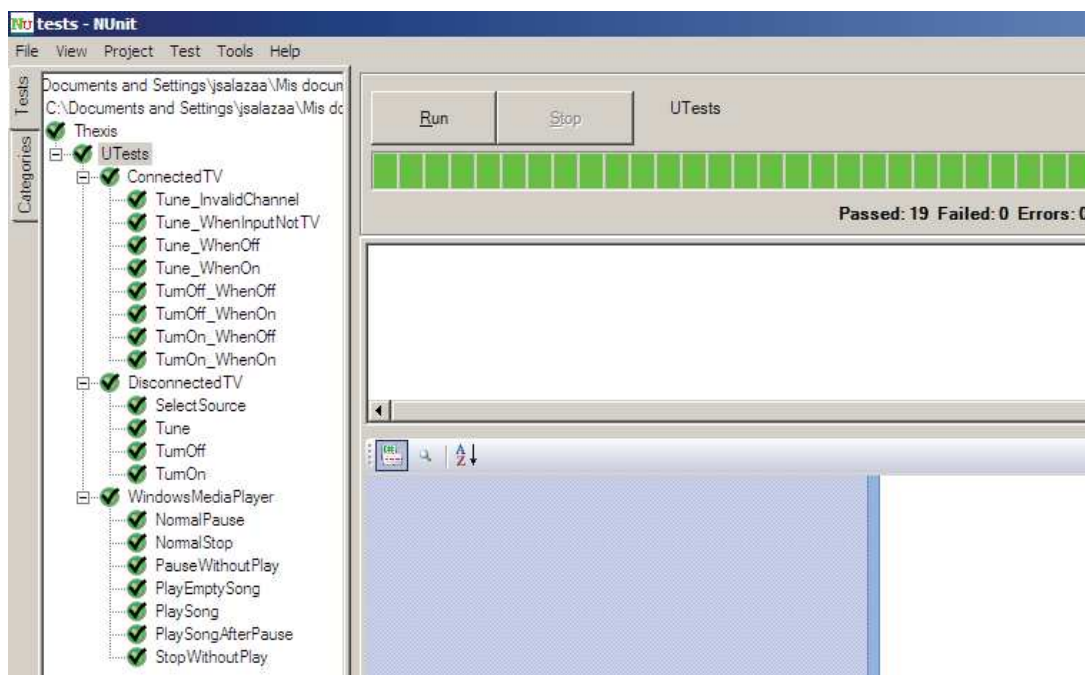 Nu tests - NUnit
File View Project Test Tools Help
Tests
Categories
Documents and Settings\jsalazaa\Mis docum
C:\Documents and Settings\jsalazaa\Mis dc
Thexis
UTests
ConnectedTV
Tune_InvalidChannel
Tune_WhenInputNotTV
Tune_WhenOff
Tune_WhenOn
TurnOff_WhenOff
TurnOff_WhenOn
TurnOn_WhenOff
TurnOn_WhenOn
DisconnectedTV
SelectSource
Tune
TurnOff
TurnOn
WindowsMediaPlayer
NormalPause
NormalStop
PauseWithoutPlay
PlayEmptySong
PlaySong
PlaySongAfterPause
StopWithoutPlay
Run Stop UTests
Passed: 19 Failed: 0 Errors: 0
A
Z